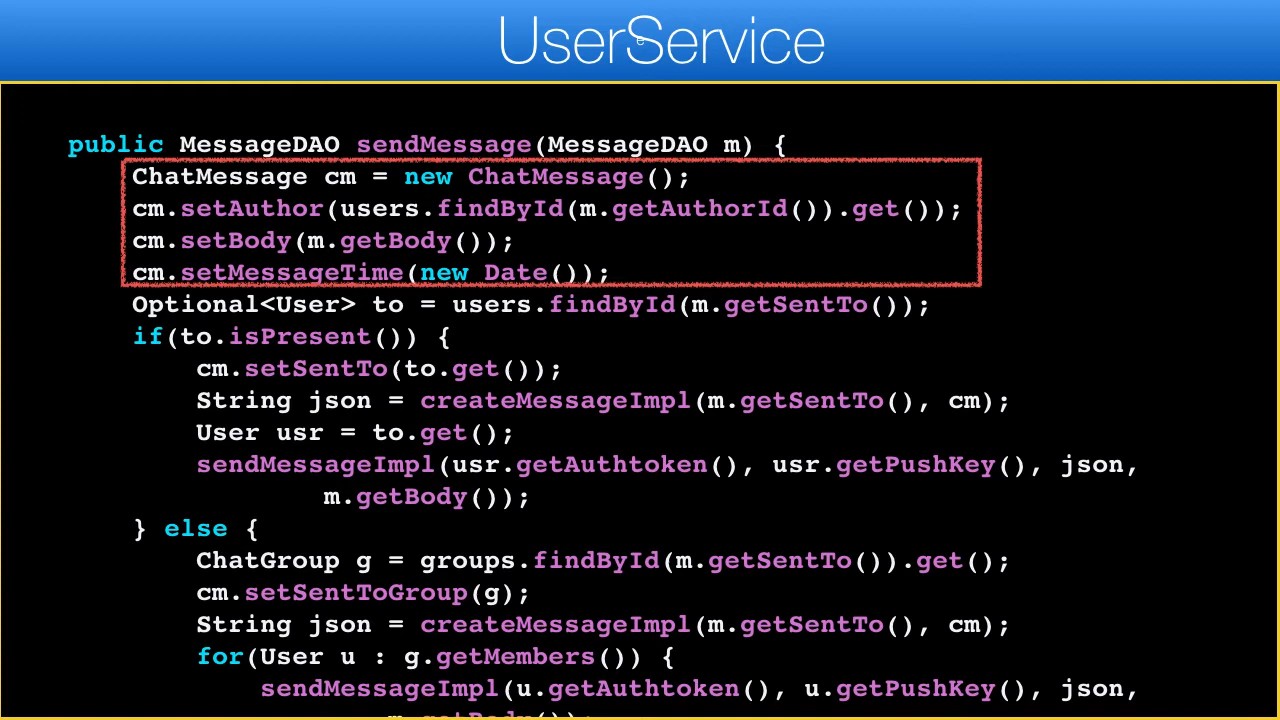 UserService
e
public MessageDAO sendMessage(MessageDAO m) {
    ChatMessage cm = new ChatMessage();
    cm.setAuthor(users.findById(m.getAuthorId()).get());
    cm.setBody(m.getBody());
    cm.setMessageTime(new Date());
    Optional<User> to = users.findById(m.getSentTo());
    if(to.isPresent()) {
        cm.setSentTo(to.get());
        String json = createMessageImpl(m.getSentTo(), cm);
        User usr = to.get();
        sendMessageImpl(usr.getAuthtoken(), usr.getPushKey(), json,
                m.getBody());
    } else {
        ChatGroup g = groups.findById(m.getSentTo()).get();
        cm.setSentToGroup(g);
        String json = createMessageImpl(m.getSentTo(), cm);
        for(User u : g.getMembers()) {
            sendMessageImpl(u.getAuthtoken(), u.getPushKey(), json,
                    m.getBody());